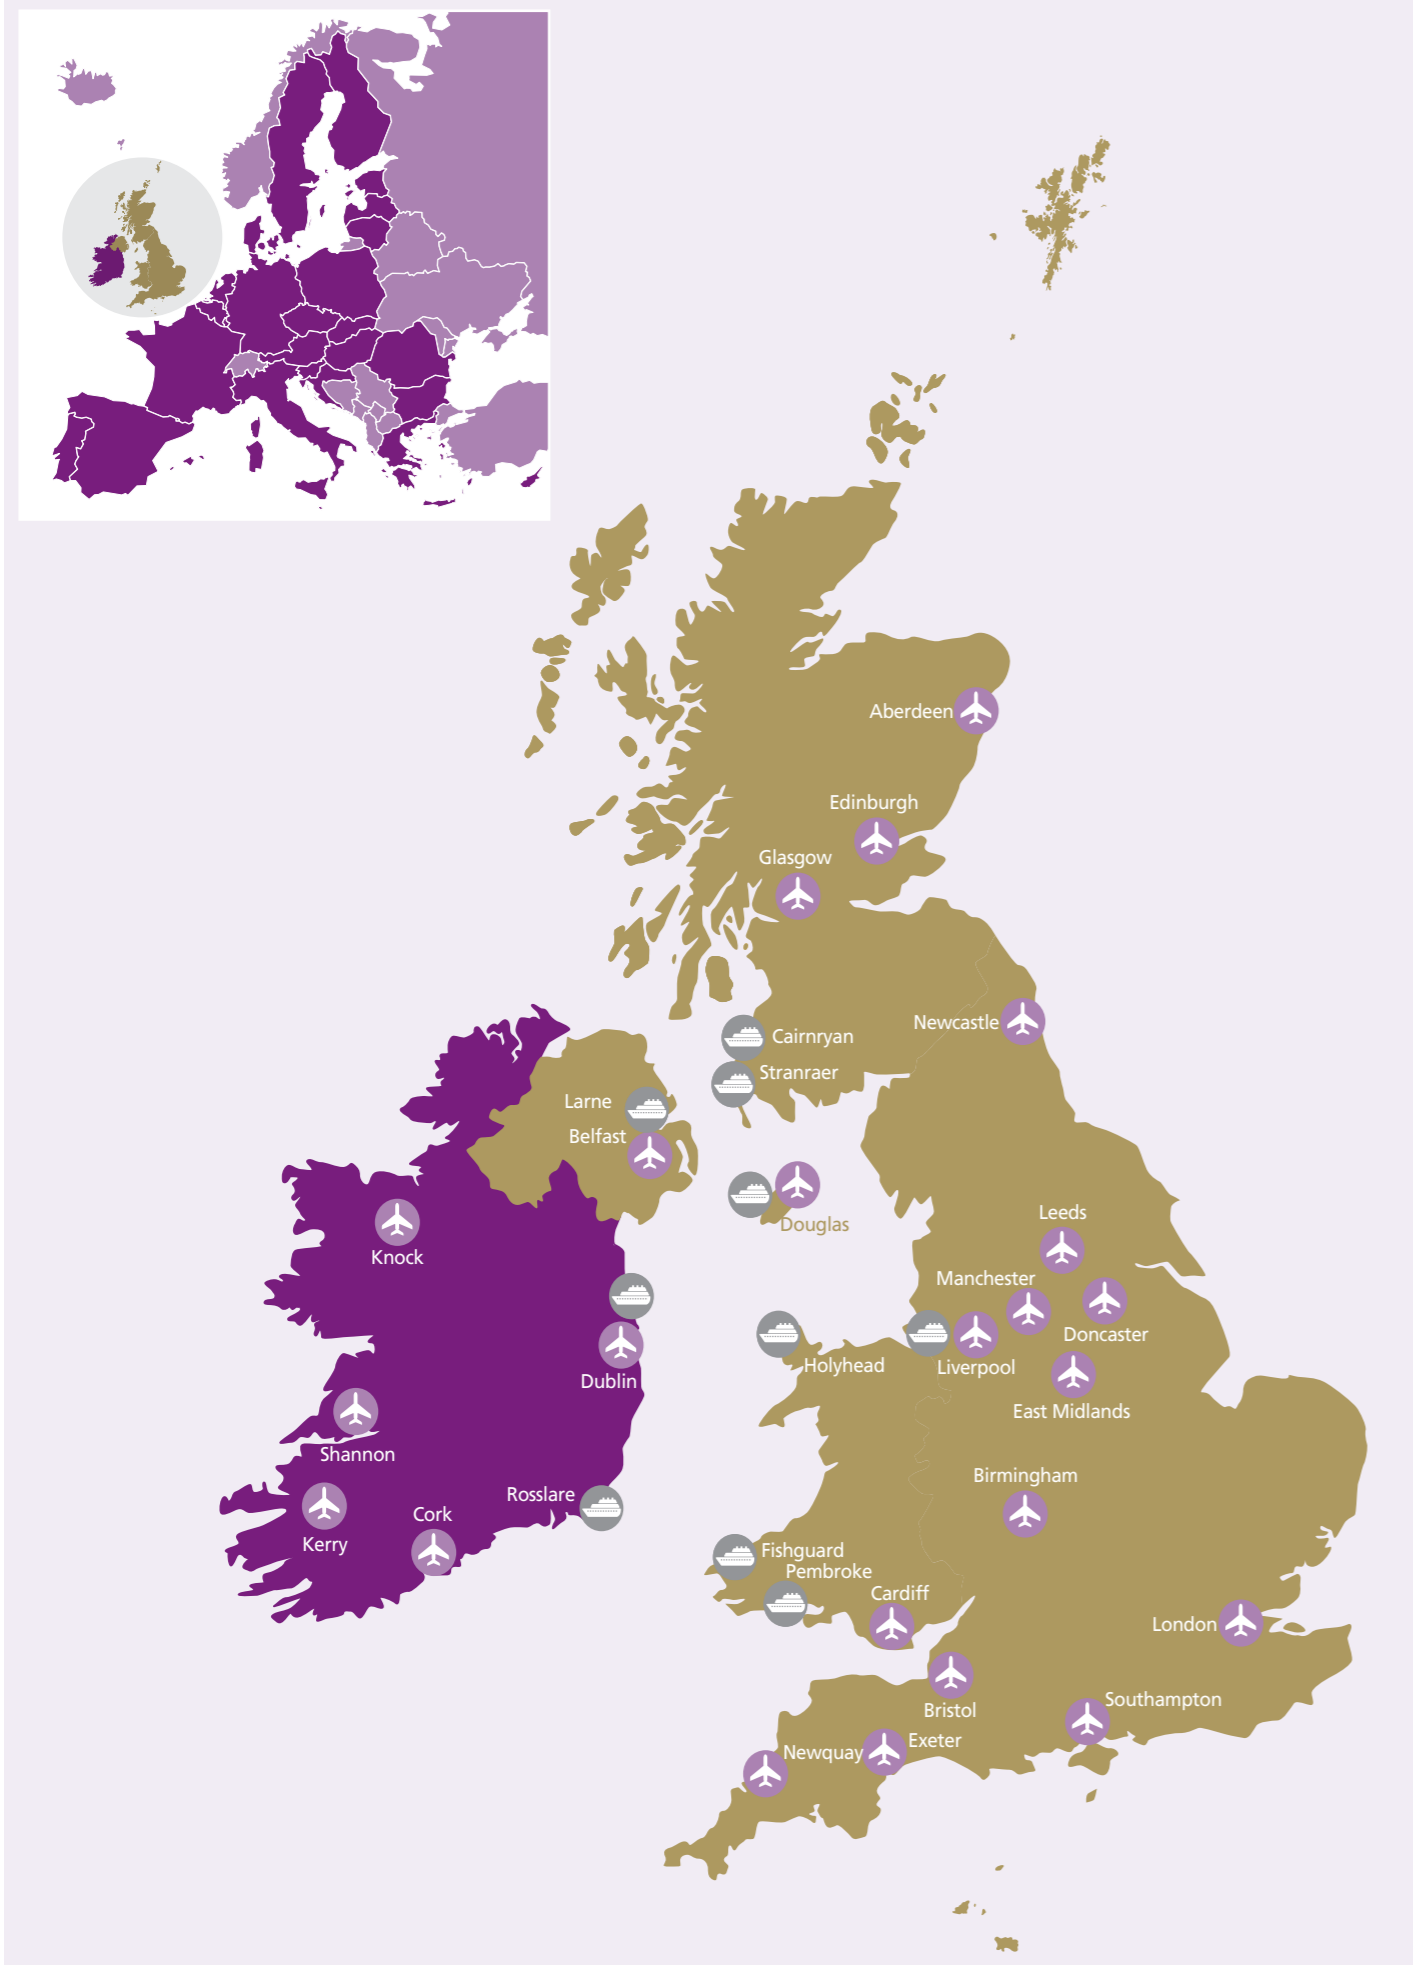 Aberdeen
Edinburgh
Glasgow
Newcastle
Cairnryan
Stranraer
Larne
Belfast
Leeds
Douglas
Knock
Manchester
Doncaster
Holyhead
Liverpool
Dublin
East Midlands
Shannon
Birmingham
Rosslare
Cork
Kerry
Fishguard
Pembroke
Cardiff
London
Southampton
Bristol
Exeter
Newquay